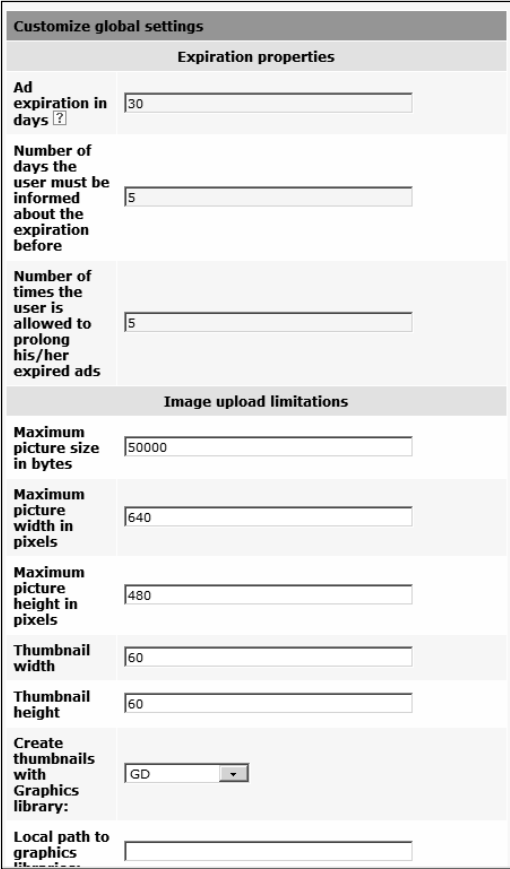 Customize global settings
Expiration properties
Ad
expiration in
days ?
30
Number of
days the
user must be
informed
about the
expiration
before
5
Number of
times the
user is
allowed to
prolong
his/her
expired ads
5
Image upload limitations
Maximum
picture size
in bytes
50000
Maximum
picture
width in
pixels
640
Maximum
picture
height in
pixels
480
Thumbnail
width
60
Thumbnail
height
60
Create
thumbnails
with
Graphics
library:
GD
Local path to
graphics